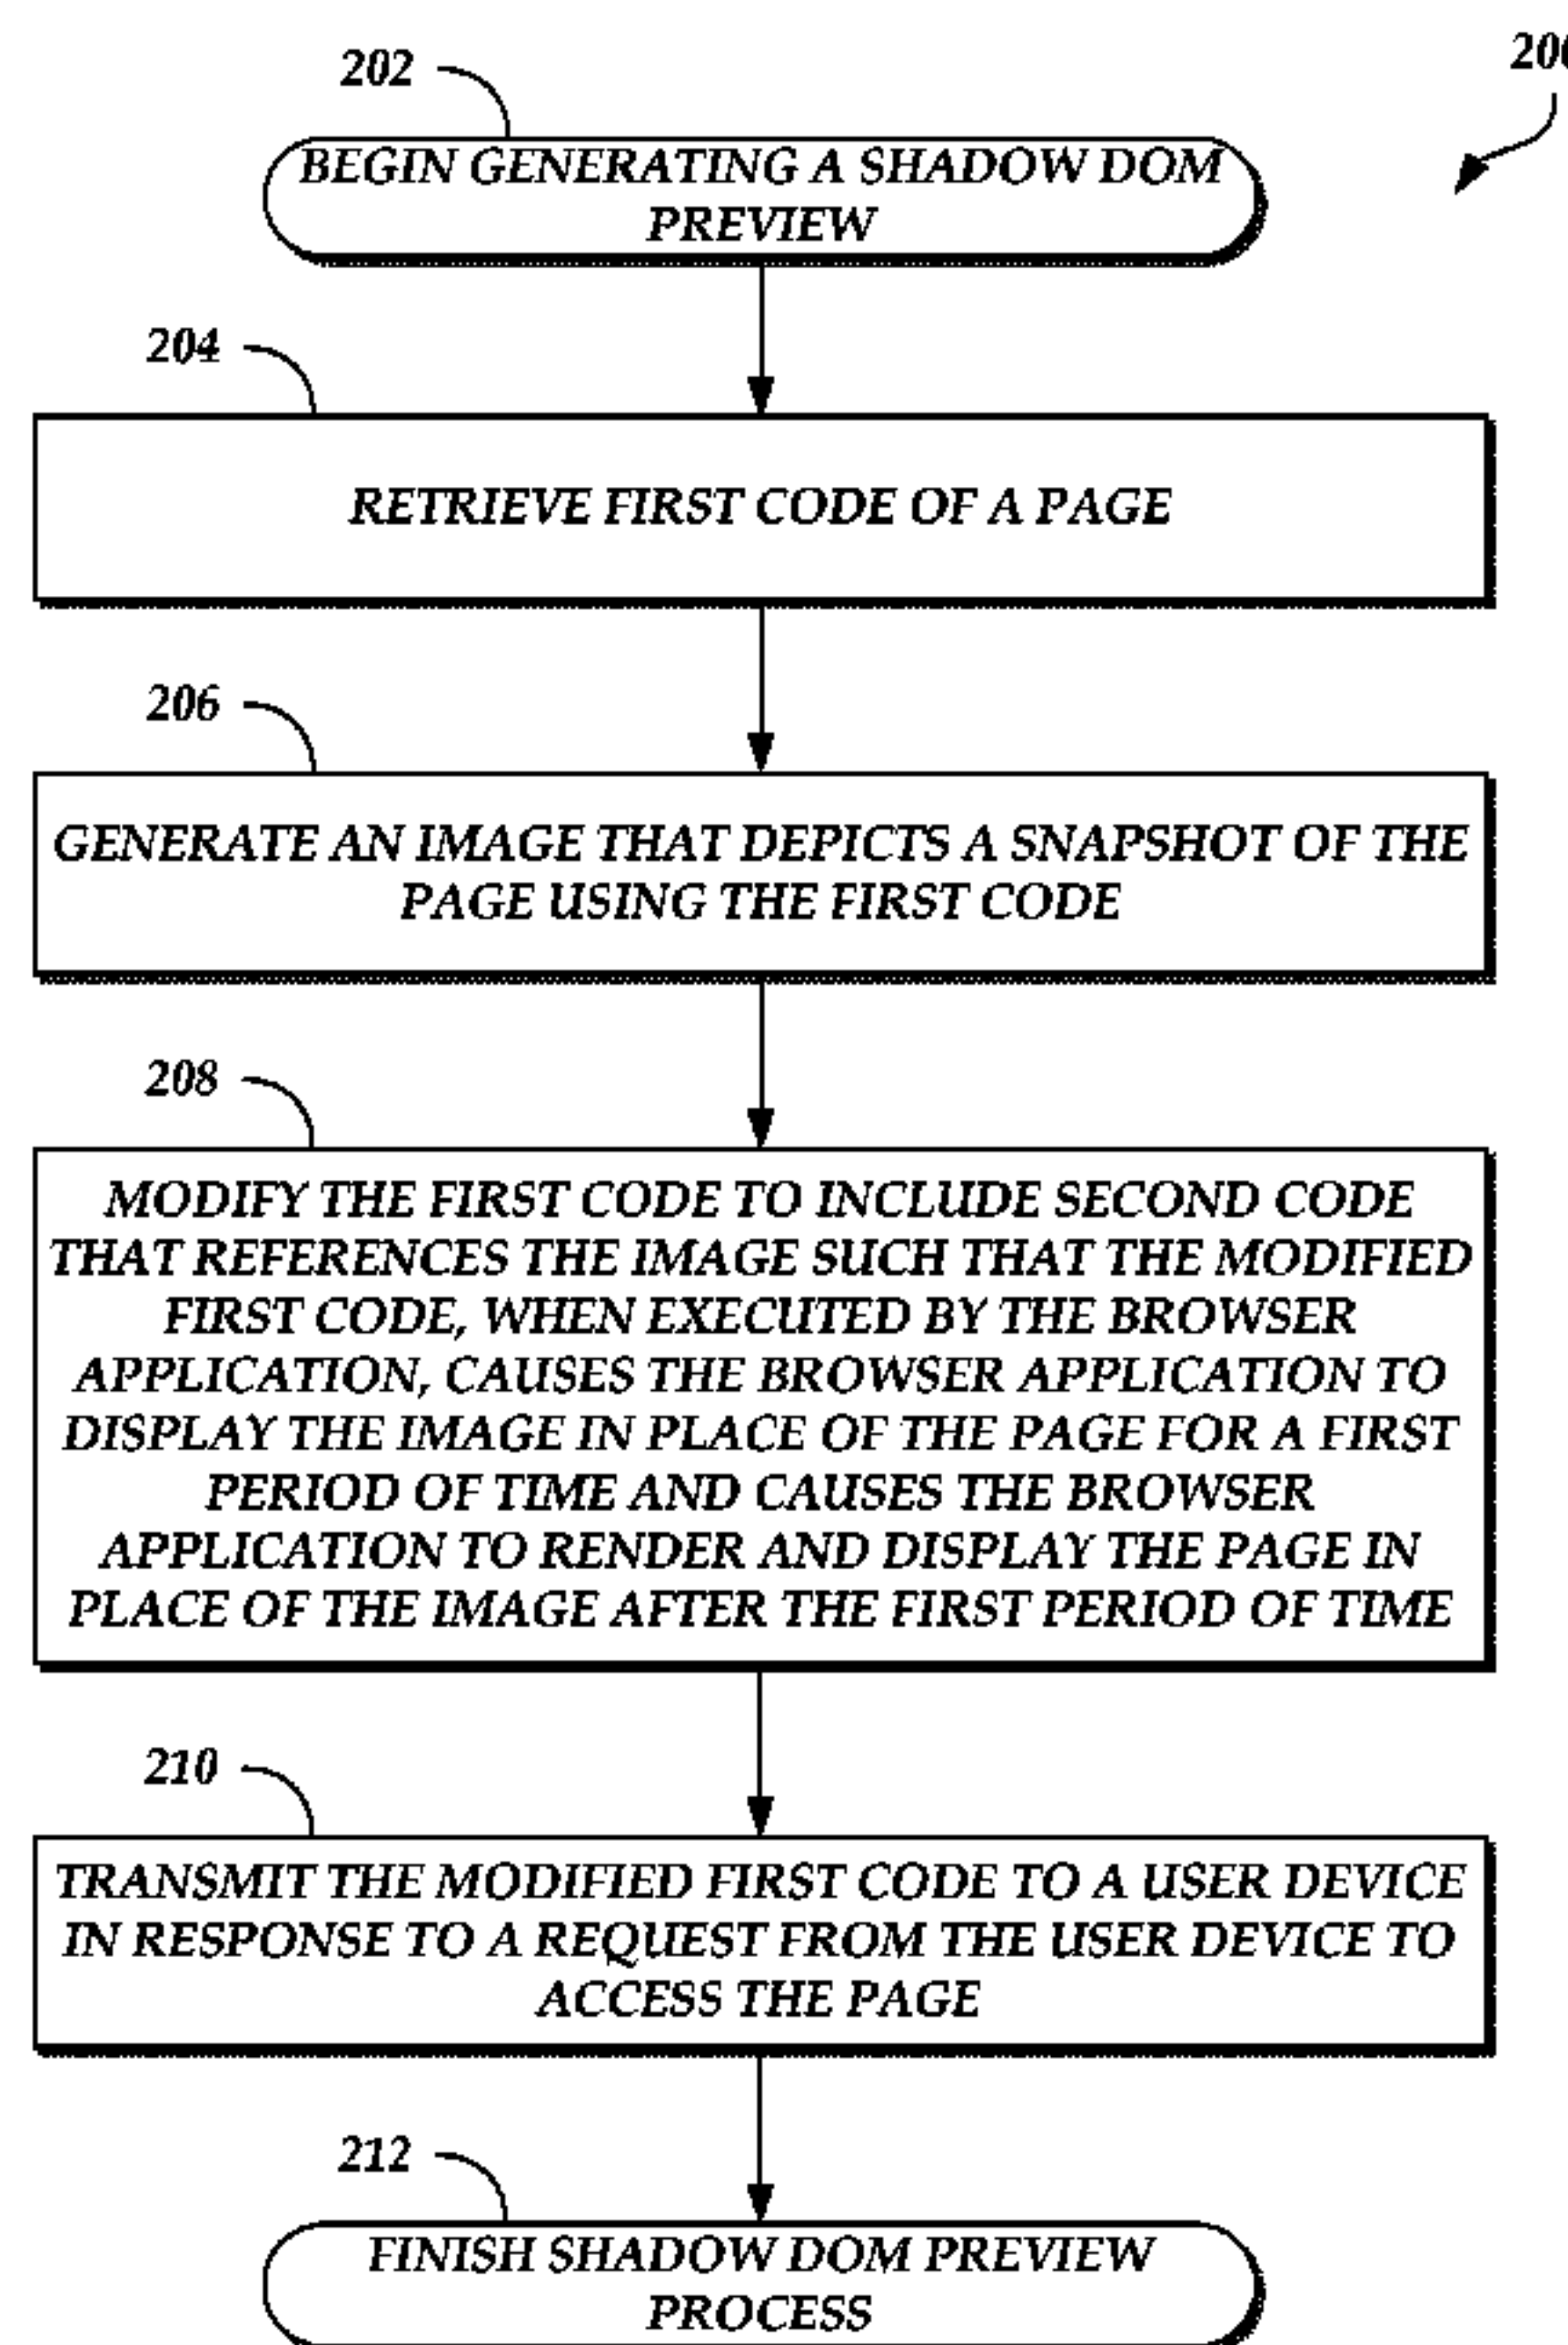 202
BEGIN GENERATING A SHADOW DOM
PREVIEW
204
RETRIEVE FIRST CODE OF A PAGE
206
GENERATE AN IMAGE THAT DEPICTS A SNAPSHOT OF THE
PAGE USING THE FIRST CODE
208
MODIFY THE FIRST CODE TO INCLUDE SECOND CODE
THAT REFERENCES THE IMAGE SUCH THAT THE MODIFIED
FIRST CODE, WHEN EXECUTED BY THE BROWSER
APPLICATION, CAUSES THE BROWSER APPLICATION TO
DISPLAY THE IMAGE IN PLACE OF THE PAGE FOR A FIRST
PERIOD OF TIME AND CAUSES THE BROWSER
APPLICATION TO RENDER AND DISPLAY THE PAGE IN
PLACE OF THE IMAGE AFTER THE FIRST PERIOD OF TIME
210
TRANSMIT THE MODIFIED FIRST CODE TO A USER DEVICE
IN RESPONSE TO A REQUEST FROM THE USER DEVICE TO
ACCESS THE PAGE
212
FINISH SHADOW DOM PREVIEW
PROCESS